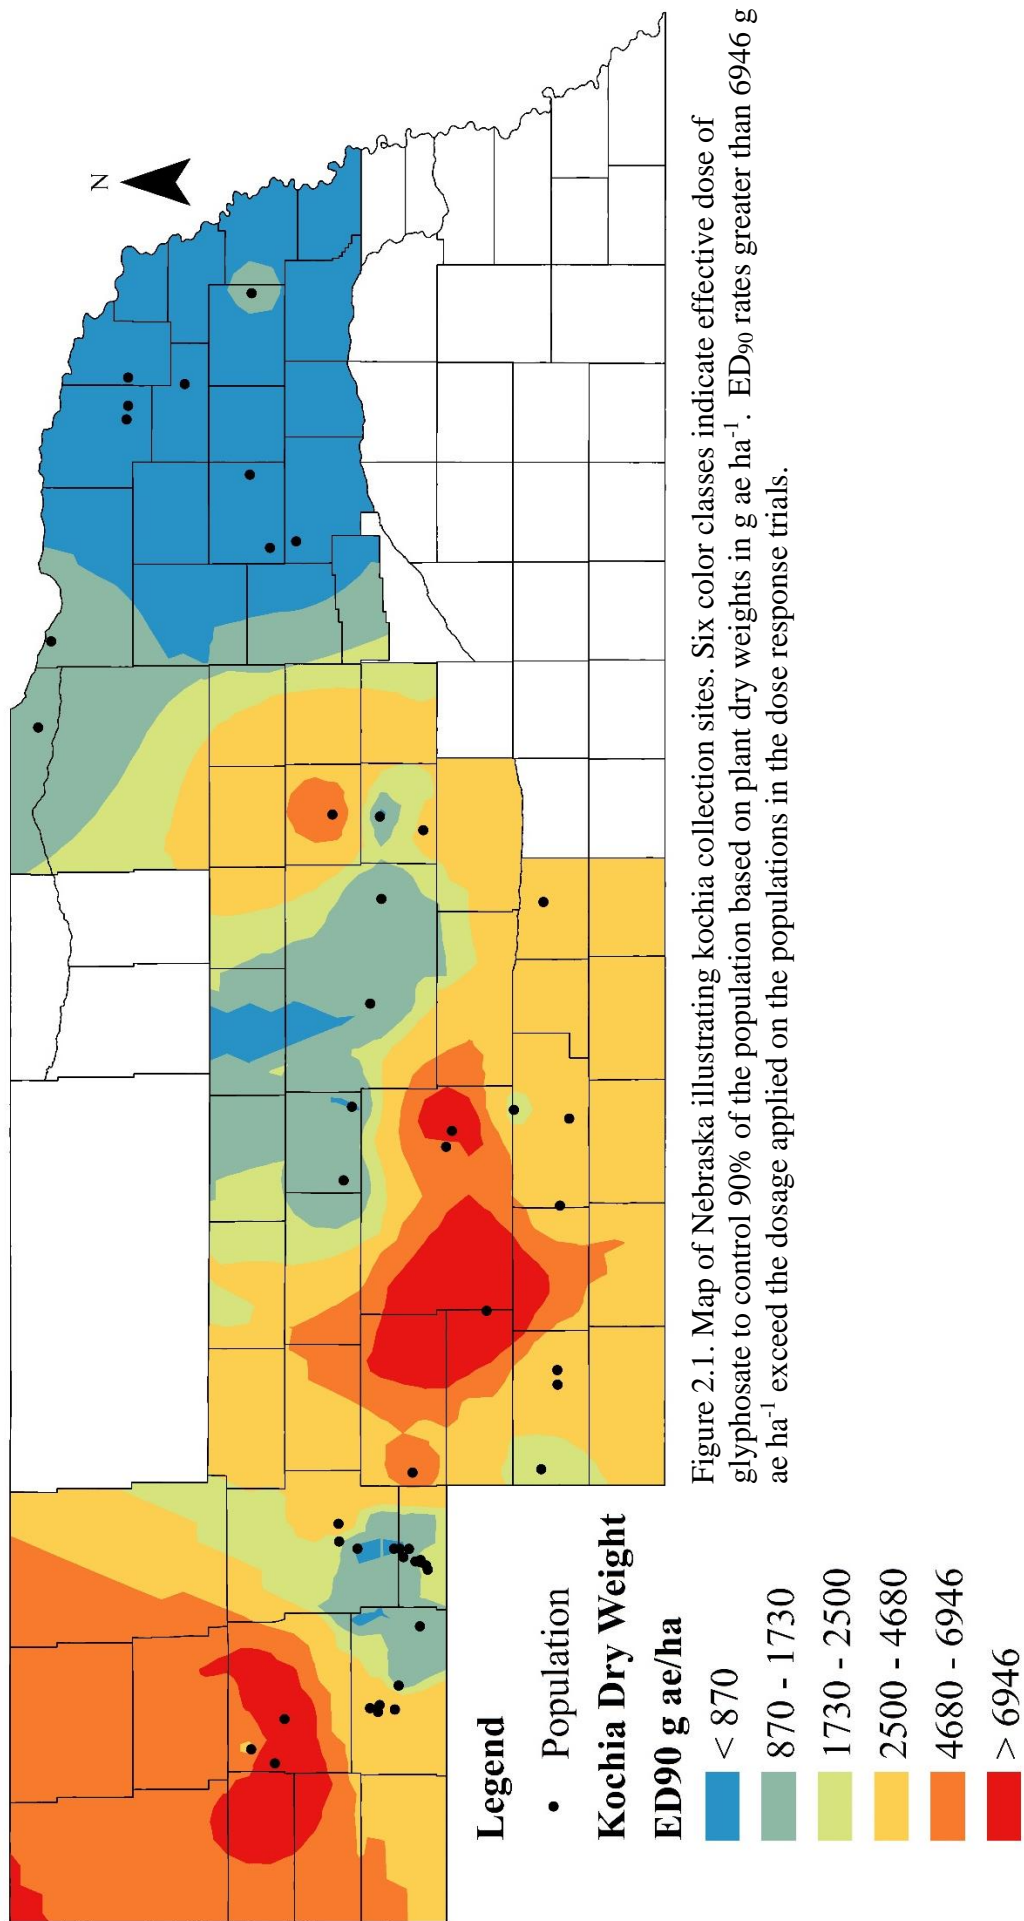 N
Legend
Population
Kochia Dry Weight
ED90 g ae/ha
< 870
870 - 1730
1730 - 2500
2500 - 4680
4680 - 6946
> 6946
Figure 2.1. Map of Nebraska illustrating kochia collection sites. Six color classes indicate effective dose of
glyphosate to control 90% of the population based on plant dry weights in g ae ha⁻¹. ED₉₀ rates greater than 6946 g
ae ha⁻¹ exceed the dosage applied on the populations in the dose response trials.